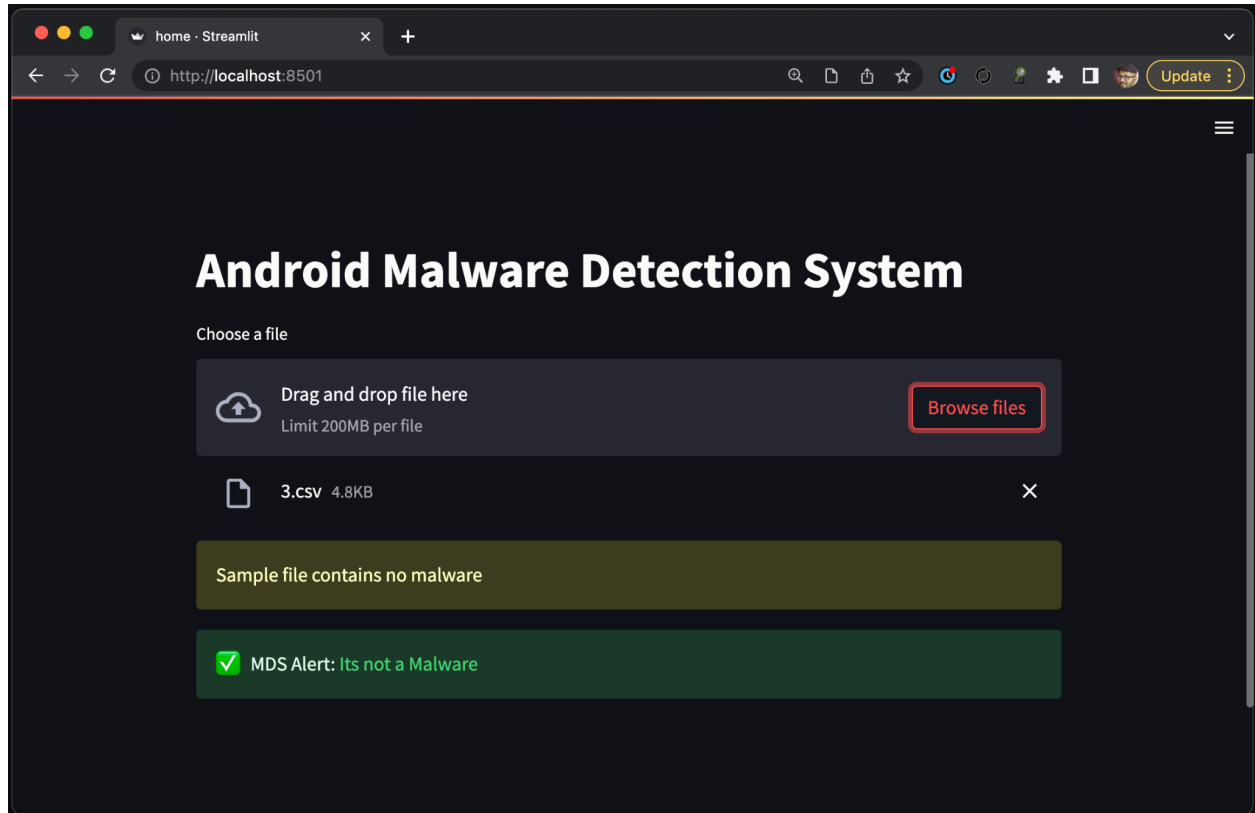 home · Streamlit
http://localhost:8501
Update
Android Malware Detection System
Choose a file
Drag and drop file here
Limit 200MB per file
Browse files
3.csv 4.8KB
Sample file contains no malware
✅ MDS Alert: Its not a Malware